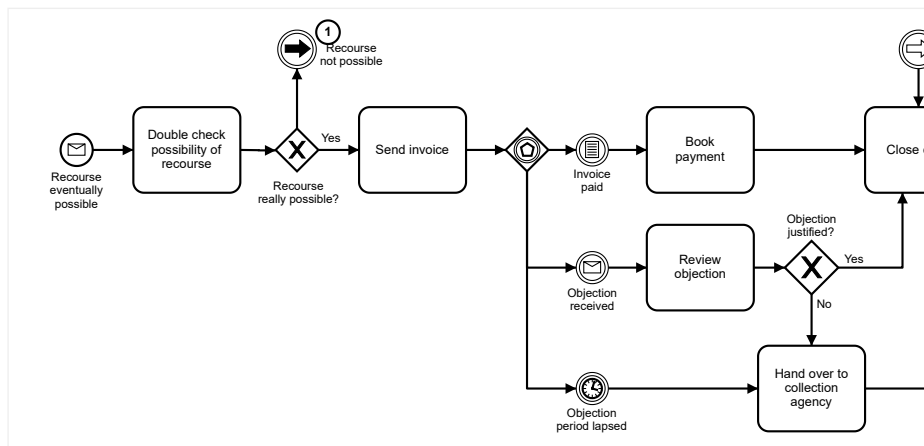 1
Recourse
not possible
Double check
possibility of
recourse
Yes
Send invoice
Book
payment
Close
Recourse
eventually
possible
Recourse
really possible?
Invoice
paid
Objection
justified?
Review
objection
Yes
Objection
received
No
Hand over to
collection
agency
Objection
period lapsed